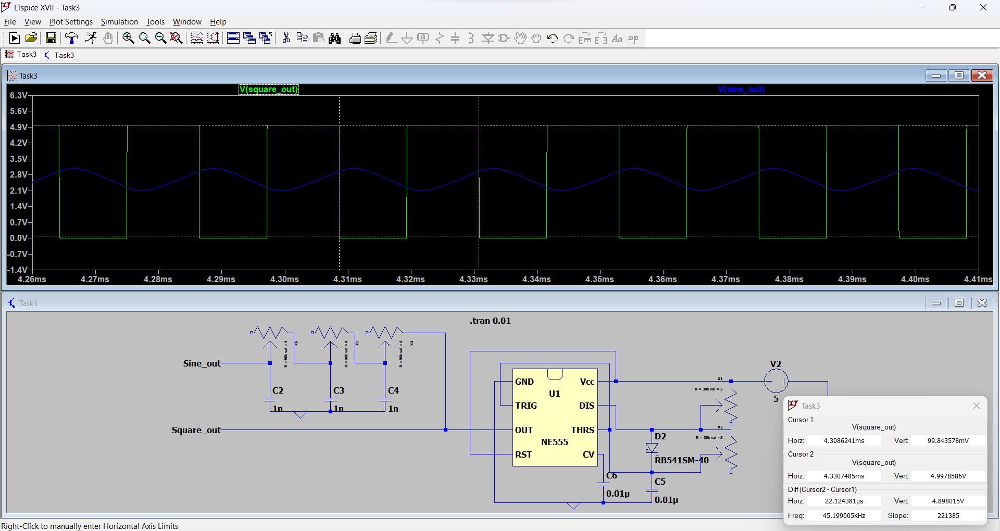 LTspice XVII - Task3
File View Plot Settings Simulation Tools Window Help
.op
Task3 Task3
Task3
V(square_out) V(sine_out)
6.3V
5.6V
4.9V
4.2V
3.5V
2.8V
2.1V
1.4V
0.7V
0.0V
-0.7V
-1.4V
4.26ms 4.27ms 4.28ms 4.29ms 4.30ms 4.31ms 4.32ms 4.33ms 4.34ms 4.35ms 4.36ms 4.37ms 4.38ms 4.39ms 4.40ms 4.41ms
Task3
.tran 0.01
X6 X5 X4
R = 90k val = 4 R = 90k val = 4 R = 90k val = 4
Sine_out
C2 C3 C4
1n 1n 1n
Square_out
GND Vcc
U1
TRIG DIS
OUT THRS
NE555
RST CV
X1
R = 30k val = 5
X2
R = 30k val =5
V2
5
D2
RB541SM-40
C6
0.01µ
C5
0.01µ
Task3
Cursor 1
V(square_out)
Horz: 4.3086241ms Vert: 99.843578mV
Cursor 2
V(square_out)
Horz: 4.3307485ms Vert: 4.9978586V
Diff (Cursor2 - Cursor1)
Horz: 22.124381µs Vert: 4.898015V
Freq: 45.199005KHz Slope: 221385
Right-Click to manually enter Horizontal Axis Limits